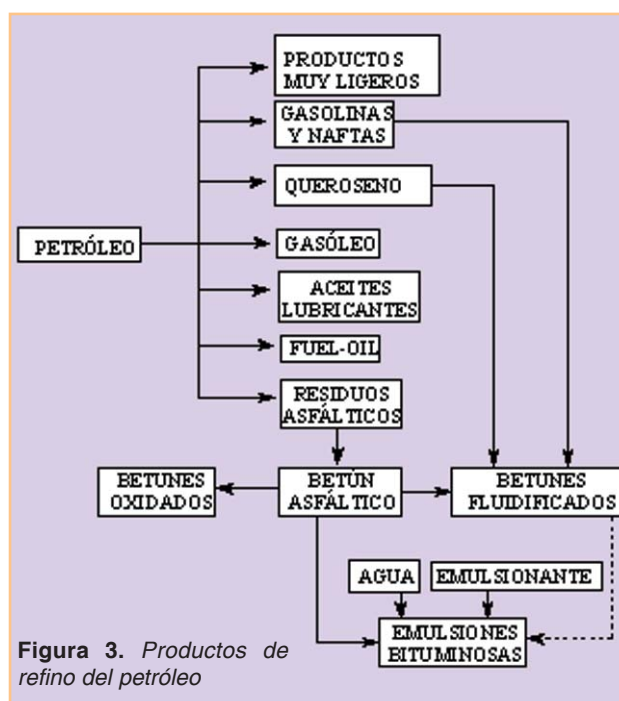 PRODUCTOS
MUY LIGEROS
GASOLINAS
Y NAFTAS
QUEROSENO
PETRÓLEO
GASÓLEO
ACEITES
LUBRICANTES
FUEL-OIL
RESIDUOS
ASFÁLTICOS
BETUNES
OXIDADOS
BETÚN
ASFÁLTICO
BETUNES
FLUIDIFICADOS
AGUA
EMULSIONANTE
EMULSIONES
BITUMINOSAS
Figura 3. Productos de
refino del petróleo